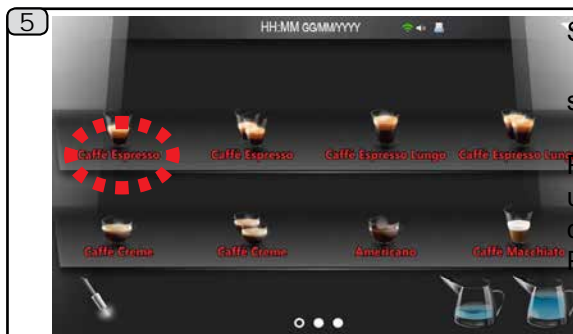 5
HH:MM GG/MM/YYYY
S
s
Caffè Espresso Caffè Espresso Caffè Espresso Lungo Caffè Espresso Lung
u
Caffè Creme Caffè Creme Americano Caffè Macchiato